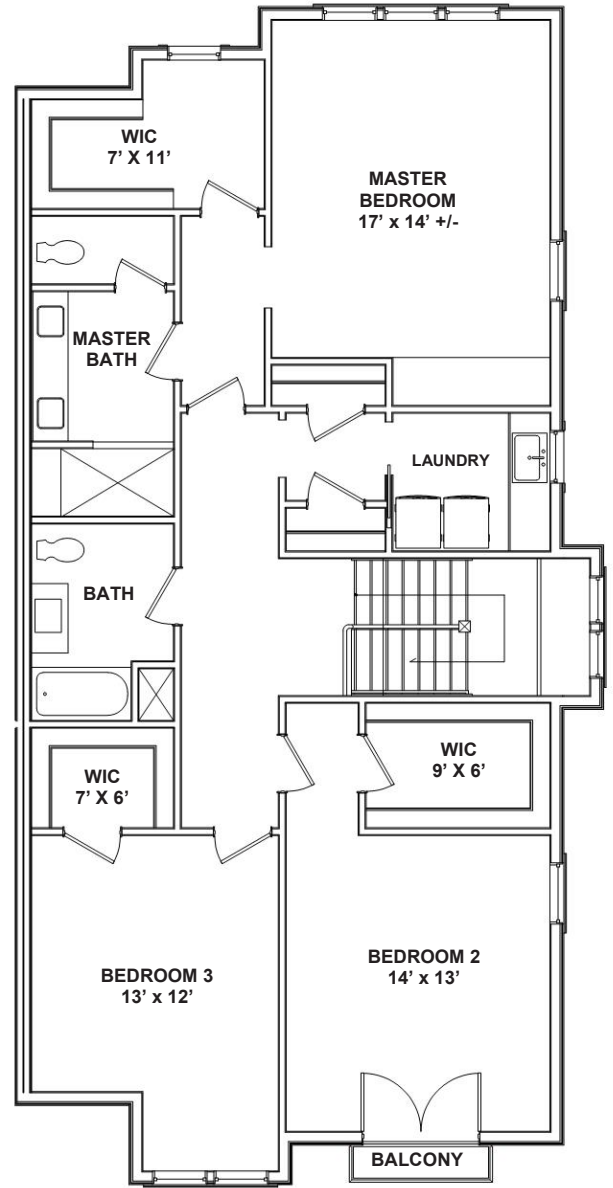 WIC
7’ X 11’
MASTER
BEDROOM
17’ x 14’ +/-
MASTER
BATH
LAUNDRY
BATH
WIC
9’ X 6’
WIC
7’ X 6’
BEDROOM 2
14’ x 13’
BEDROOM 3
13’ x 12’
BALCONY